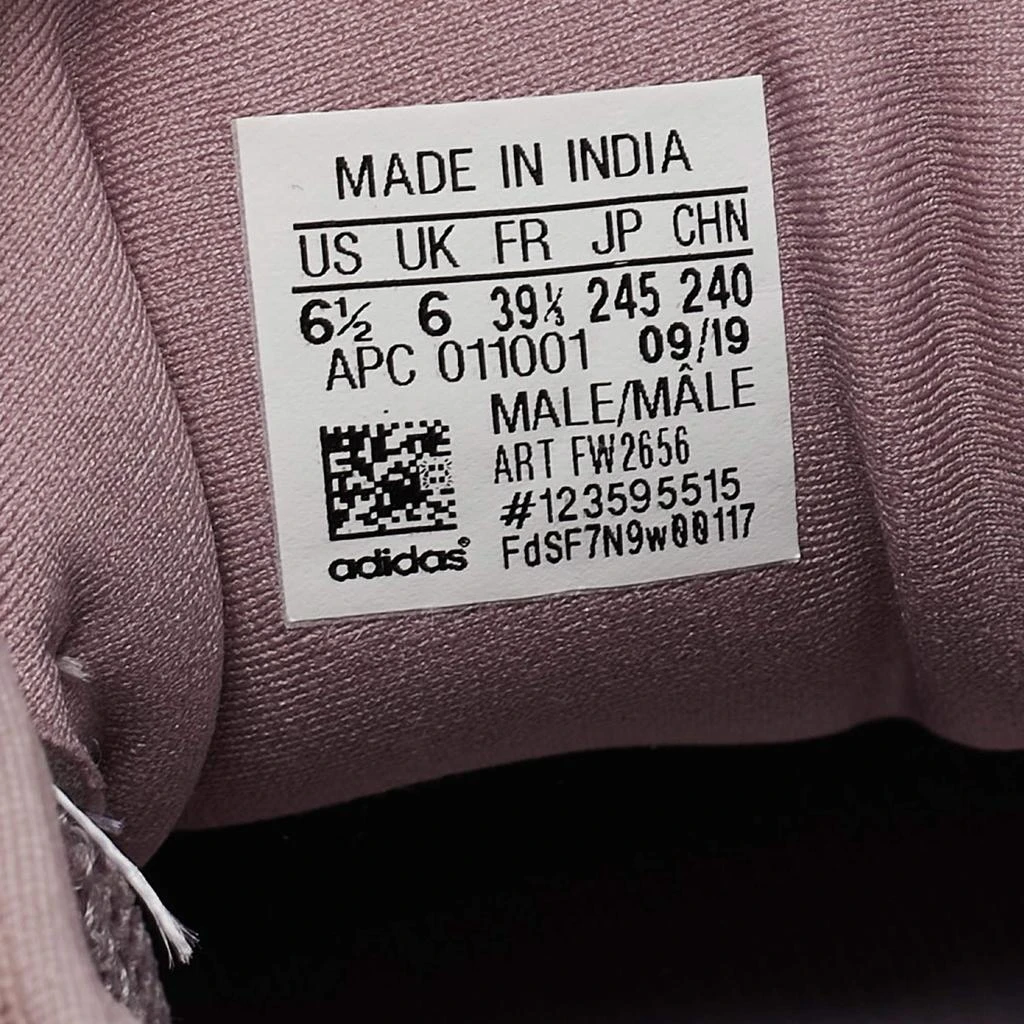 MADE IN INDIA
US UK FR JP CHN
6½ 6 39⅓ 245 240
APC 011001 09/19
MALE/MÂLE
ART FW2656
#123595515
FdSF7N9w00117
adidas®